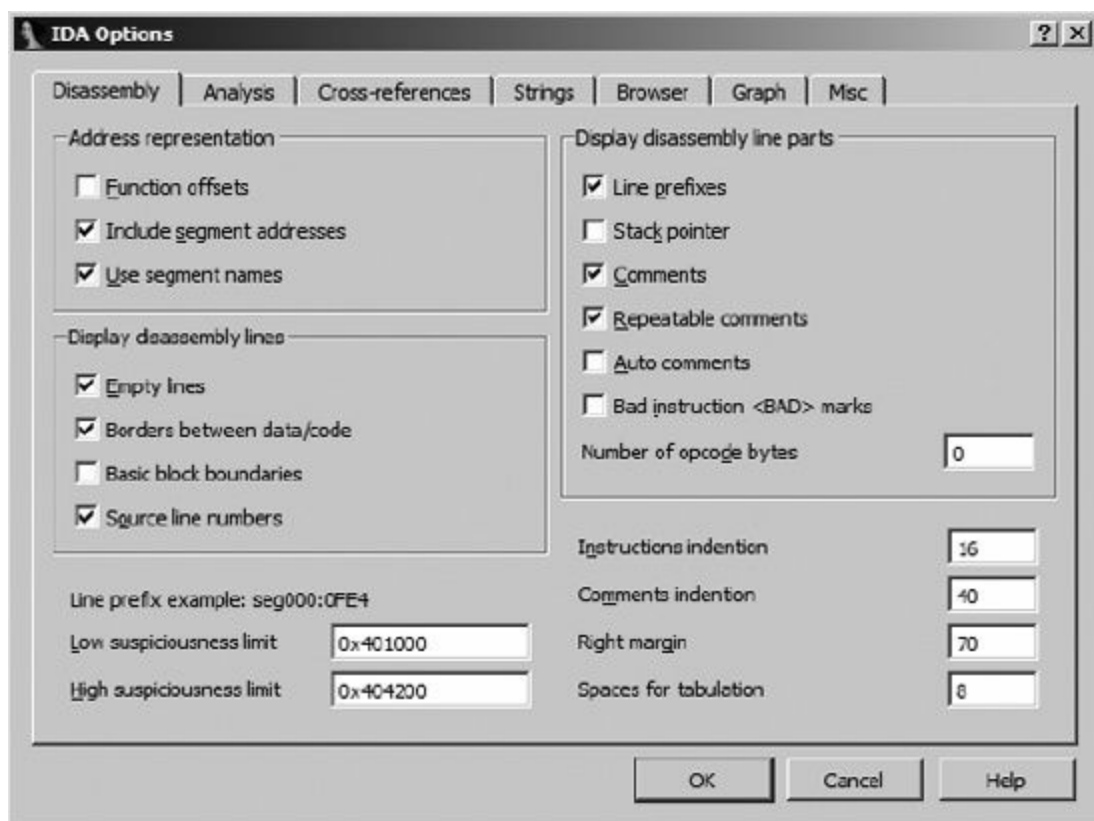 IDA Options
Disassembly Analysis Cross-references Strings Browser Graph Misc
Address representation
Function offsets
Include segment addresses
Use segment names
Display disassembly lines
Empty lines
Borders between data/code
Basic block boundaries
Source line numbers
Line prefix example: seg000:0FE4
Low suspiciousness limit 0x401000
High suspiciousness limit 0x404200
Display disassembly line parts
Line prefixes
Stack pointer
Comments
Repeatable comments
Auto comments
Bad instruction <BAD> marks
Number of opcode bytes 0
Instructions indention 16
Comments indention 40
Right margin 70
Spaces for tabulation 8
OK Cancel Help